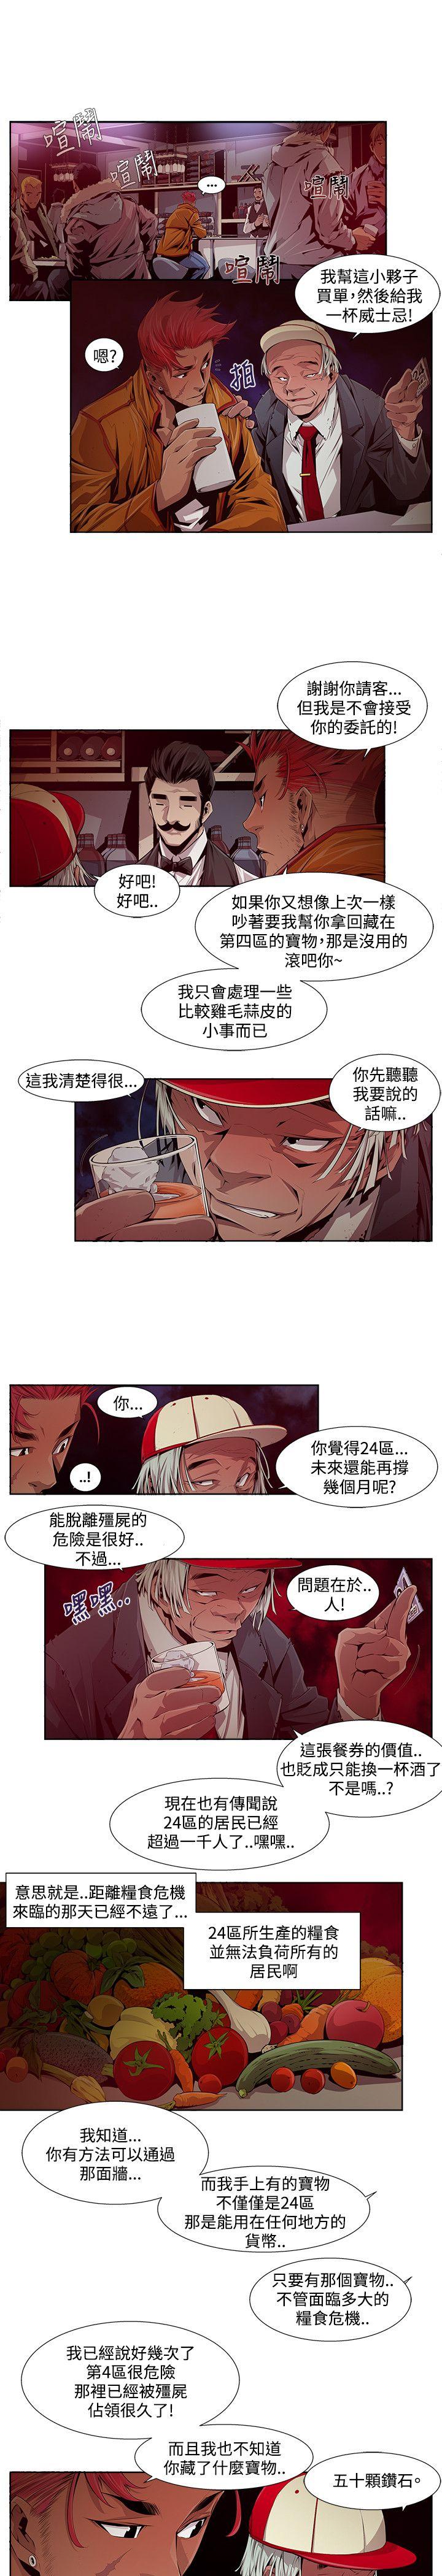 喧鬧
喧鬧
...
喧鬧
喧鬧
我幫這小夥子
買單,然後給我
一杯威士忌!
嗯?
拍
謝謝你請客...
但我是不會接受
你的委託的!
好吧!
好吧..
如果你又想像上次一樣
吵著要我幫你拿回藏在
第四區的寶物,那是沒用的
滾吧你~
我只會處理一些
比較雞毛蒜皮的
小事而已
這我清楚得很...
你先聽聽
我要說的
話嘛..
你...
..!
你覺得24區...
未來還能再撐
幾個月呢?
能脫離殭屍的
危險是很好..
不過...
嘿嘿..
問題在於..
人!
這張餐券的價值..
也貶成只能換一杯酒了
不是嗎..?
現在也有傳聞說
24區的居民已經
超過一千人了..嘿嘿..
意思就是..距離糧食危機
來臨的那天已經不遠了...
24區所生產的糧食
並無法負荷所有的
居民啊
我知道...
你有方法可以通過
那面牆...
而我手上有的寶物
不僅僅是24區
那是能用在任何地方的
貨幣..
只要有那個寶物..
不管面臨多大的
糧食危機..
我已經說好幾次了
第4區很危險
那裡已經被殭屍
佔領很久了!
而且我也不知道
你藏了什麼寶物..
五十顆鑽石。